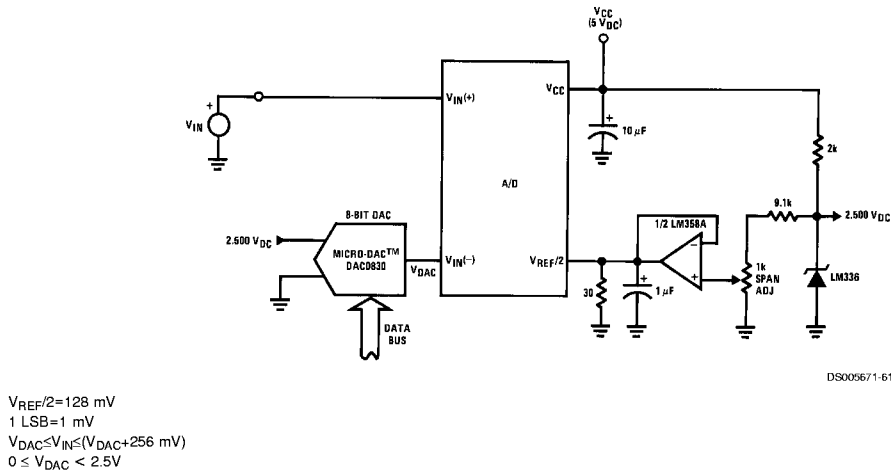 VCC
(5 VDC)
VIN(+)
VCC
+
VIN
+
10 µF
2k
A/D
9.1k
8-BIT DAC
1/2 LM358A
2.500 VDC
2.500 VDC
MICRO-DAC™
DAC0830
VIN(−)
VDAC
VREF/2
−
+
1k
SPAN
ADJ
LM336
30
+
1 µF
DATA
BUS
DS005671-61
VREF/2=128 mV
1 LSB=1 mV
VDAC≤VIN≤(VDAC+256 mV)
0 ≤ VDAC < 2.5V